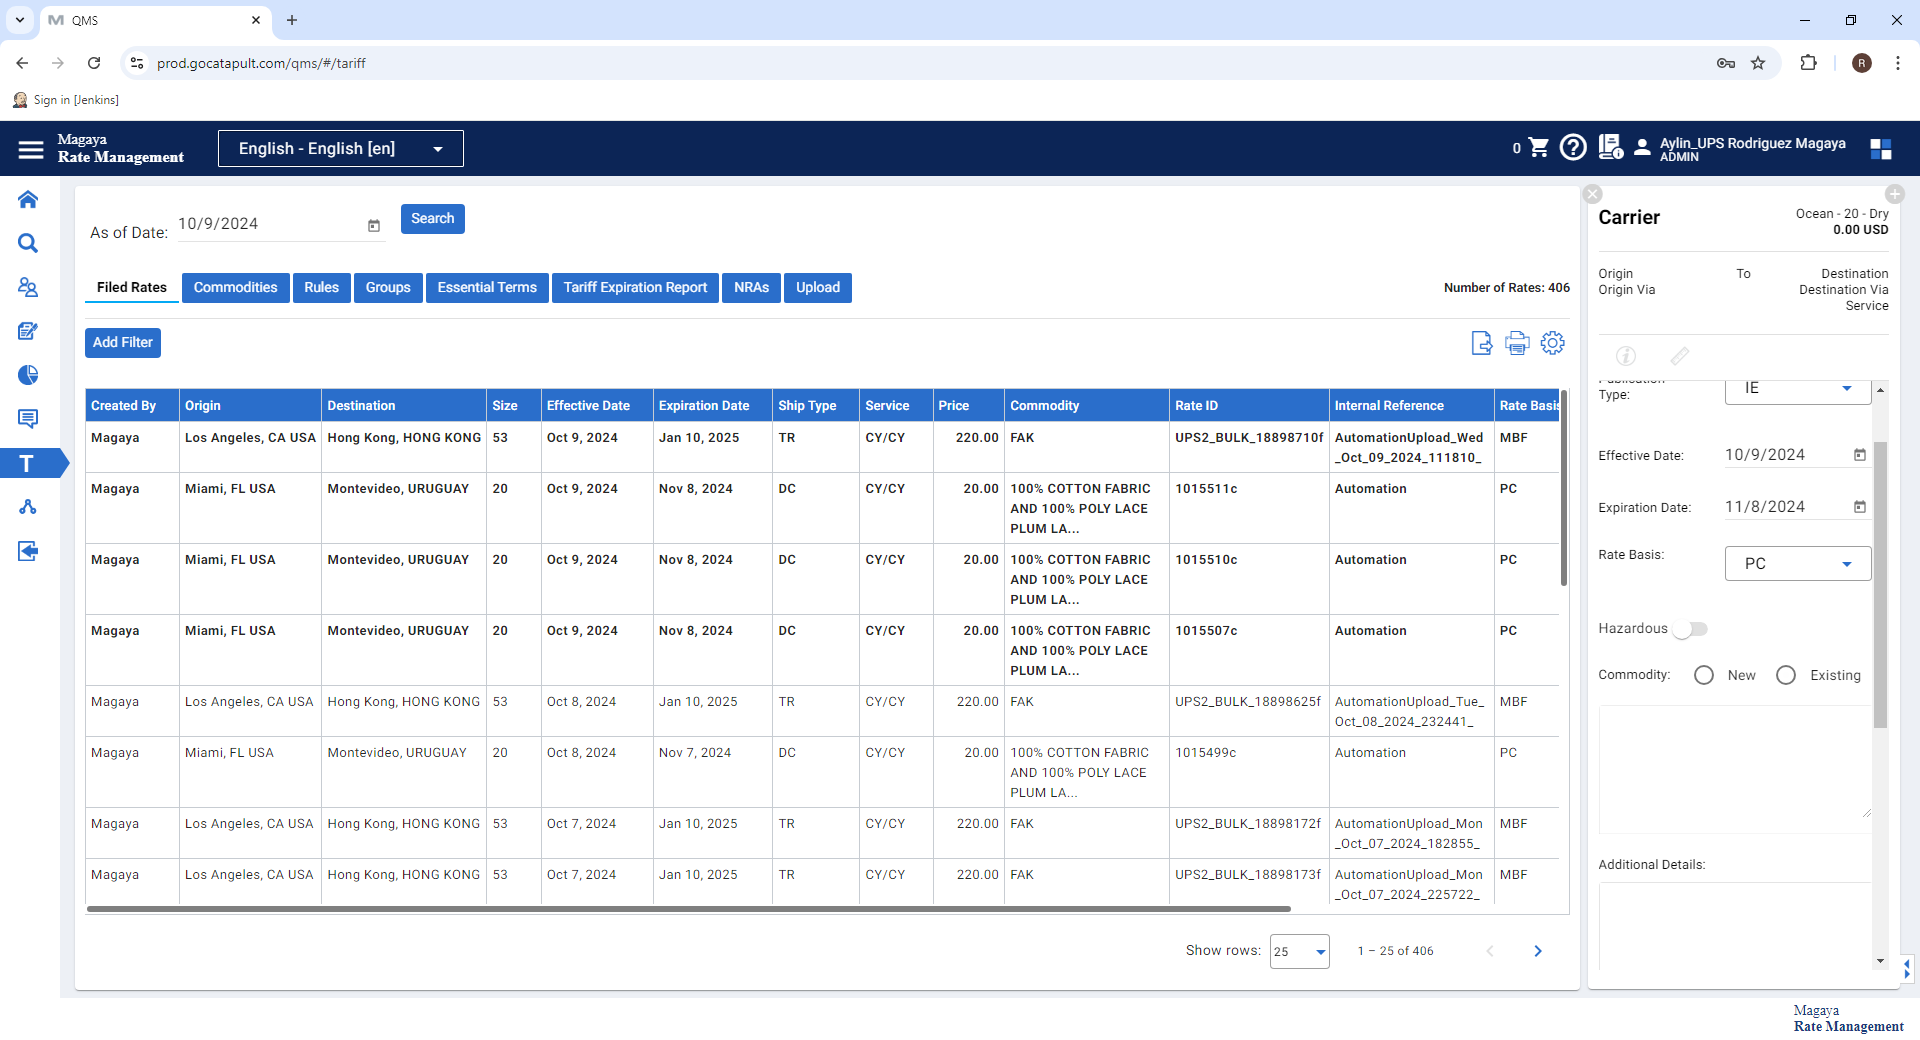 QMS
prod.gocatapult.com/qms/#/tariff
R
Sign in [Jenkins]
Magaya
Rate Management
English - English [en]
0
Aylin_UPS Rodriguez Magaya
ADMIN
T
As of Date: 10/9/2024
Search
Filed Rates Commodities Rules Groups Essential Terms Tariff Expiration Report NRAs Upload
Number of Rates: 406
Add Filter
Created By Origin Destination Size Effective Date Expiration Date Ship Type Service Price Commodity Rate ID Internal Reference Rate Basis
Magaya Los Angeles, CA USA Hong Kong, HONG KONG 53 Oct 9, 2024 Jan 10, 2025 TR CY/CY 220.00 FAK UPS2_BULK_18898710f AutomationUpload_Wed MBF
_Oct_09_2024_111810_
Magaya Miami, FL USA Montevideo, URUGUAY 20 Oct 9, 2024 Nov 8, 2024 DC CY/CY 20.00 100% COTTON FABRIC 1015511c Automation PC
AND 100% POLY LACE
PLUM LA...
Magaya Miami, FL USA Montevideo, URUGUAY 20 Oct 9, 2024 Nov 8, 2024 DC CY/CY 20.00 100% COTTON FABRIC 1015510c Automation PC
AND 100% POLY LACE
PLUM LA...
Magaya Miami, FL USA Montevideo, URUGUAY 20 Oct 9, 2024 Nov 8, 2024 DC CY/CY 20.00 100% COTTON FABRIC 1015507c Automation PC
AND 100% POLY LACE
PLUM LA...
Magaya Los Angeles, CA USA Hong Kong, HONG KONG 53 Oct 8, 2024 Jan 10, 2025 TR CY/CY 220.00 FAK UPS2_BULK_18898625f AutomationUpload_Tue_ MBF
Oct_08_2024_232441_
Magaya Miami, FL USA Montevideo, URUGUAY 20 Oct 8, 2024 Nov 7, 2024 DC CY/CY 20.00 100% COTTON FABRIC 1015499c Automation PC
AND 100% POLY LACE
PLUM LA...
Magaya Los Angeles, CA USA Hong Kong, HONG KONG 53 Oct 7, 2024 Jan 10, 2025 TR CY/CY 220.00 FAK UPS2_BULK_18898172f AutomationUpload_Mon MBF
_Oct_07_2024_182855_
Magaya Los Angeles, CA USA Hong Kong, HONG KONG 53 Oct 7, 2024 Jan 10, 2025 TR CY/CY 220.00 FAK UPS2_BULK_18898173f AutomationUpload_Mon MBF
_Oct_07_2024_225722_
Show rows: 25 1 – 25 of 406
Carrier
Ocean - 20 - Dry
0.00 USD
Origin To Destination
Origin Via Destination Via
Service
Publication
Type: IE
Effective Date: 10/9/2024
Expiration Date: 11/8/2024
Rate Basis: PC
Hazardous
Commodity: New Existing
Additional Details:
Magaya
Rate Management